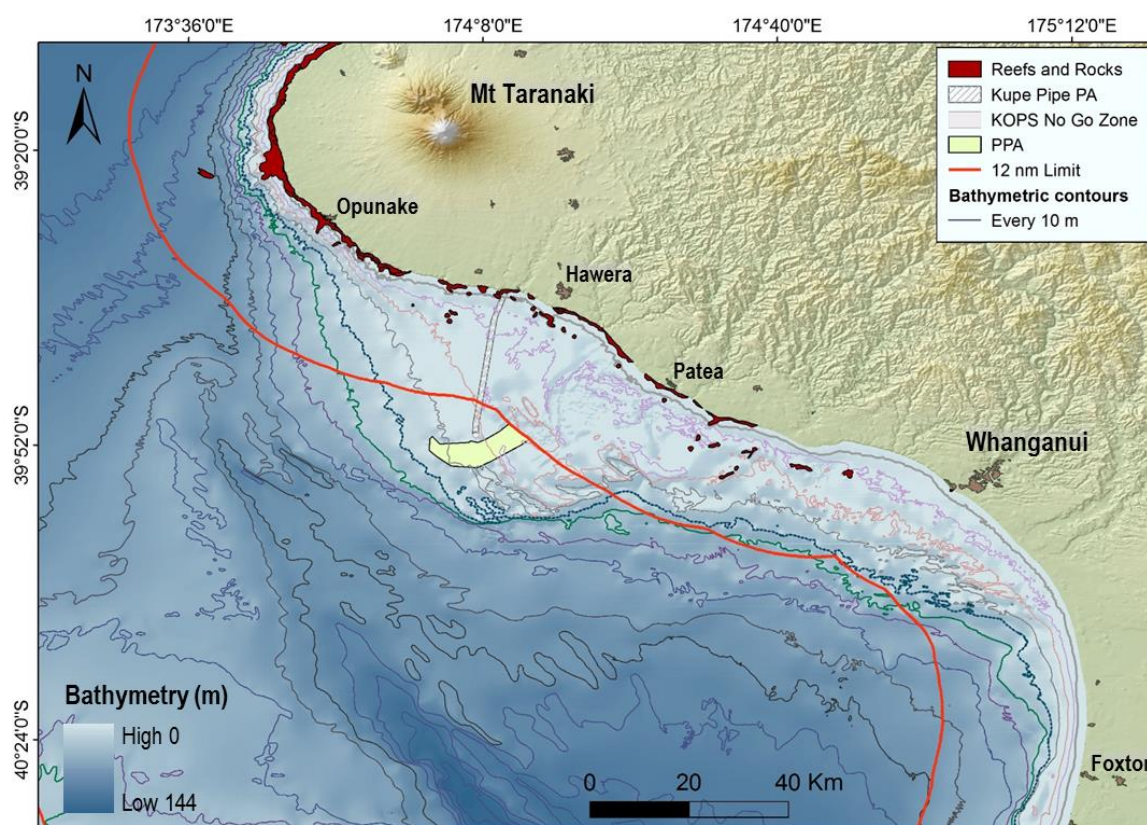 173°36'0"E
174°8'0"E
174°40'0"E
175°12'0"E
N
Mt Taranaki
Reefs and Rocks
Kupe Pipe PA
KOPS No Go Zone
PPA
12 nm Limit
Bathymetric contours
Every 10 m
39°20'0"S
Opunake
Hawera
Patea
39°52'0"S
Whanganui
Bathymetry (m)
High 0
Low 144
40°24'0"S
0 20 40 Km
Foxton